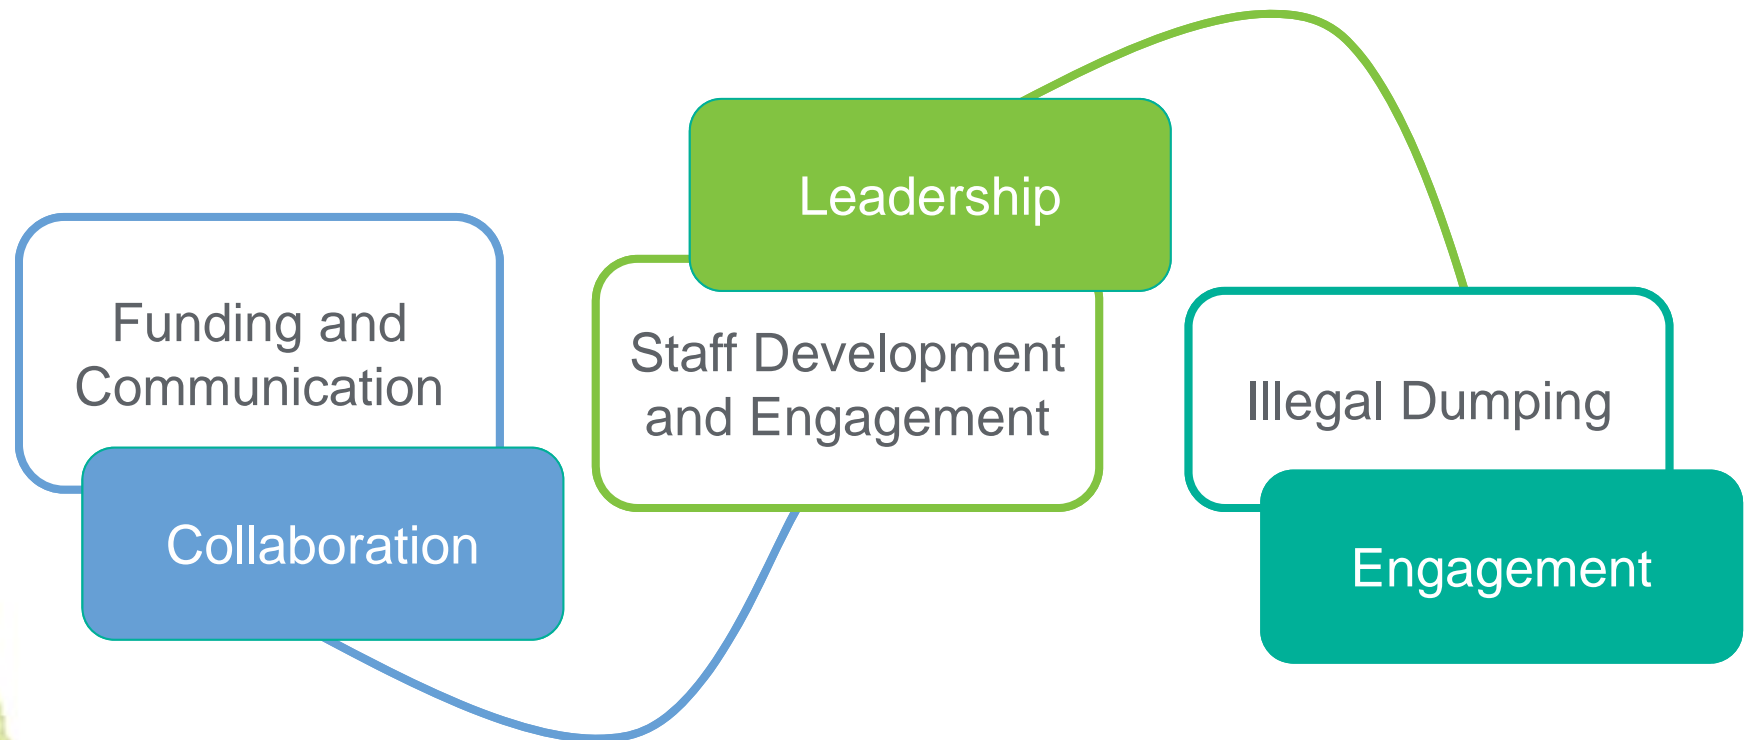 Funding and
Communication
Collaboration
Leadership
Staff Development
and Engagement
Illegal Dumping
Engagement